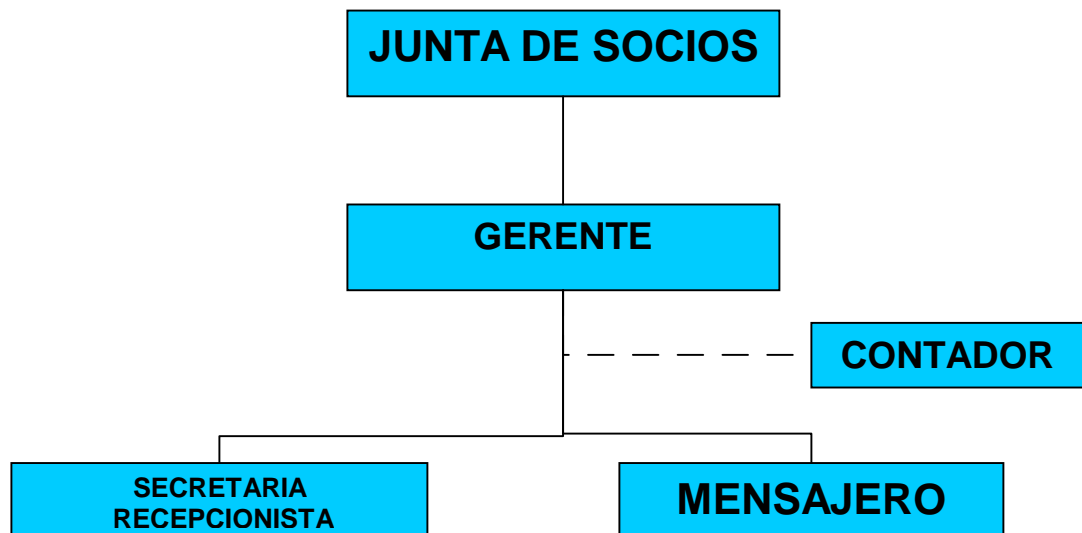 JUNTA DE SOCIOS
GERENTE
CONTADOR
SECRETARIA
RECEPCIONISTA
MENSAJERO